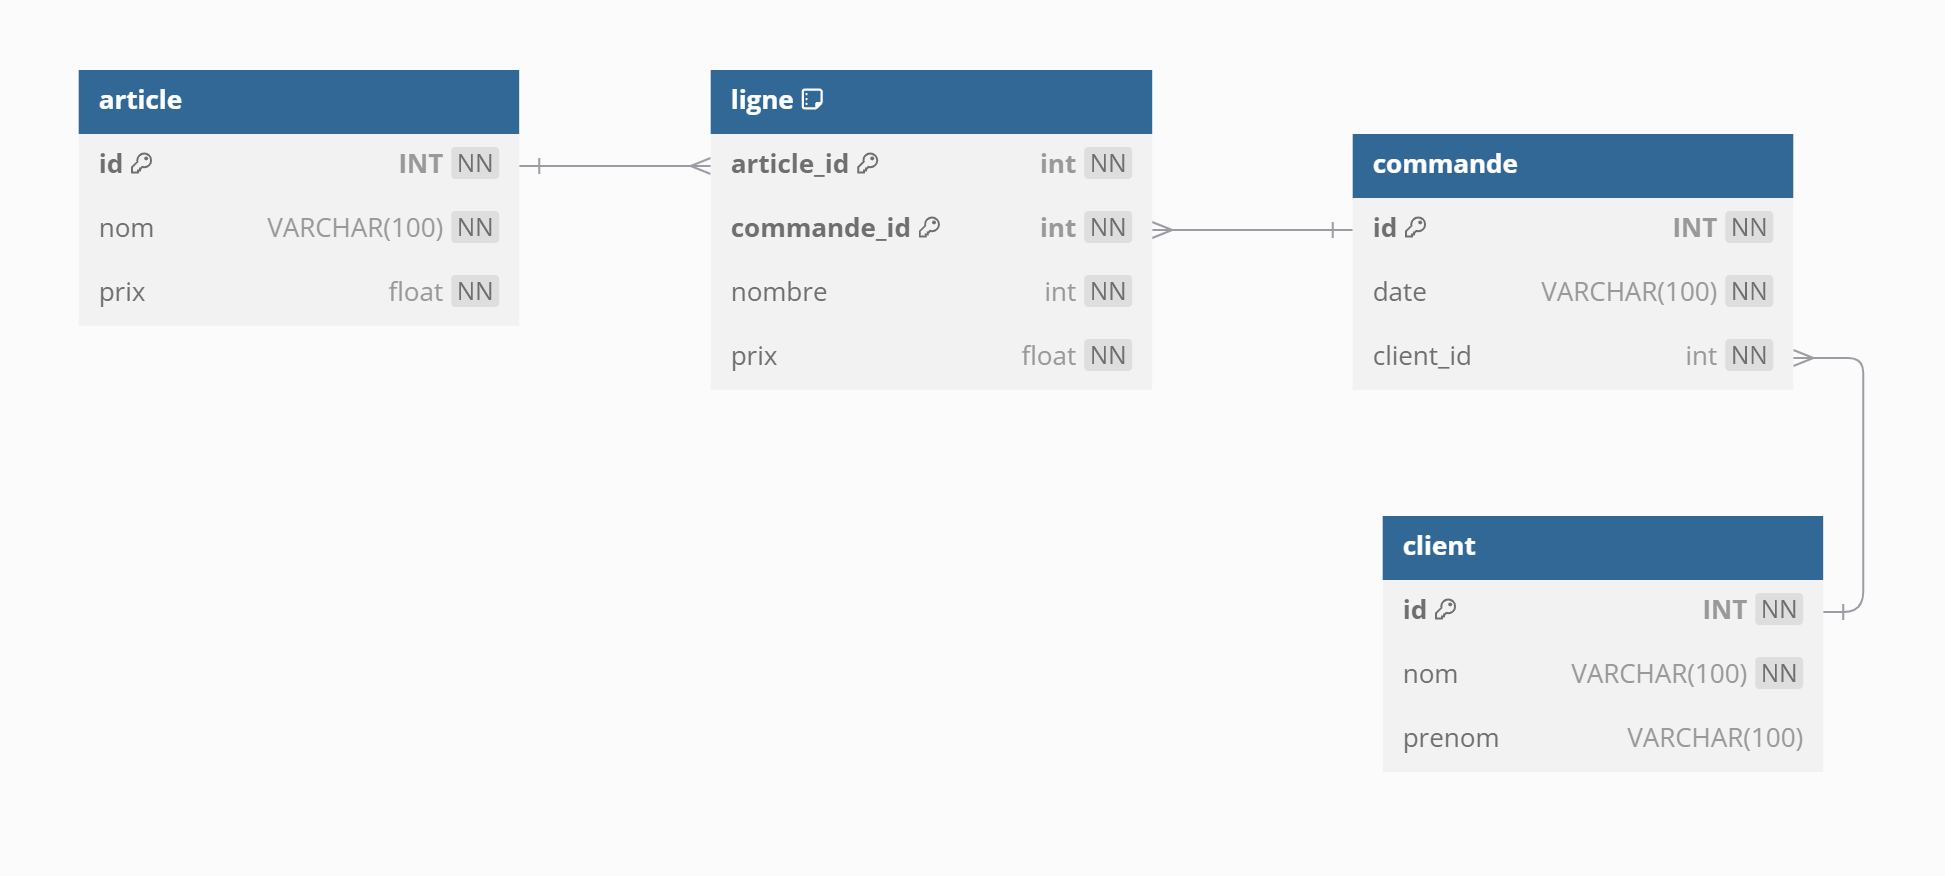 article
id INT NN
nom VARCHAR(100) NN
prix float NN
ligne
article_id int NN
commande_id int NN
nombre int NN
prix float NN
commande
id INT NN
date VARCHAR(100) NN
client_id int NN
client
id INT NN
nom VARCHAR(100) NN
prenom VARCHAR(100)